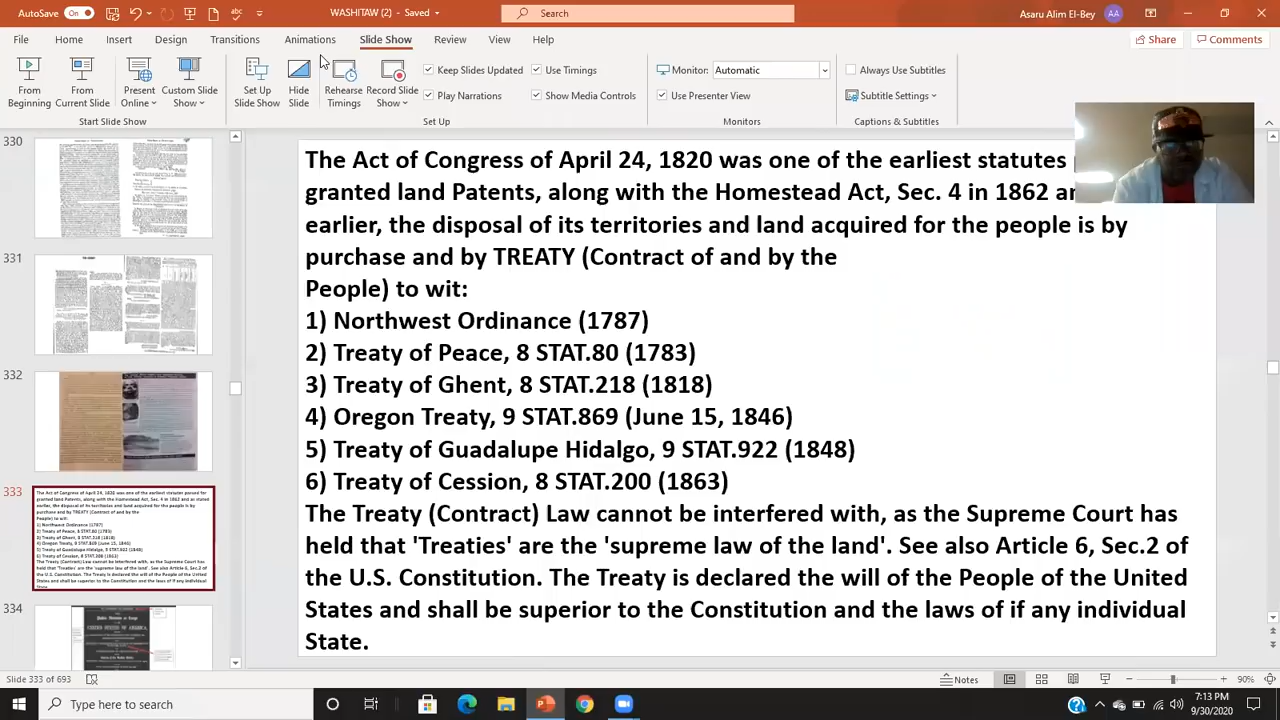 AutoSave On REHASHITAW (2) - Saved Search Asaru Alim El-Bey AA
File Home Insert Design Transitions Animations Slide Show Review View Help Share Comments
From Beginning From Current Slide Present Online Custom Slide Show Set Up Slide Show Hide Slide Rehearse Timings Record Slide Show
Keep Slides Updated Use Timings Monitor: Automatic Always Use Subtitles
Play Narrations Show Media Controls Use Presenter View Subtitle Settings
Start Slide Show Set Up Monitors Captions & Subtitles
330
331
332
333
334
The Act of Congress of April 24, 1820 was one of the earliest statutes
granted land Patents, along with the Homestead Act, Sec. 4 in 1862
earlier, the disposal of its territories and land acquired for the people is by
purchase and by TREATY (Contract of and by the
People) to wit:
1) Northwest Ordinance (1787)
2) Treaty of Peace, 8 STAT.80 (1783)
3) Treaty of Ghent, 8 STAT.218 (1818)
4) Oregon Treaty, 9 STAT.869 (June 15, 1846)
5) Treaty of Guadalupe Hidalgo, 9 STAT.922 (1848)
6) Treaty of Cession, 8 STAT.200 (1863)
The Treaty (Contract) Law cannot be interfered with, as the Supreme Court has
held that 'Treaties' are the 'supreme law of the land'. See also Article 6, Sec.2 of
the U.S. Constitution. The Treaty is declared the will of the People of the United
States and shall be superior to the Constitution and the laws of if any individual
State.
Slide 333 of 693 Notes 90%
Type here to search 7:13 PM
9/30/2020